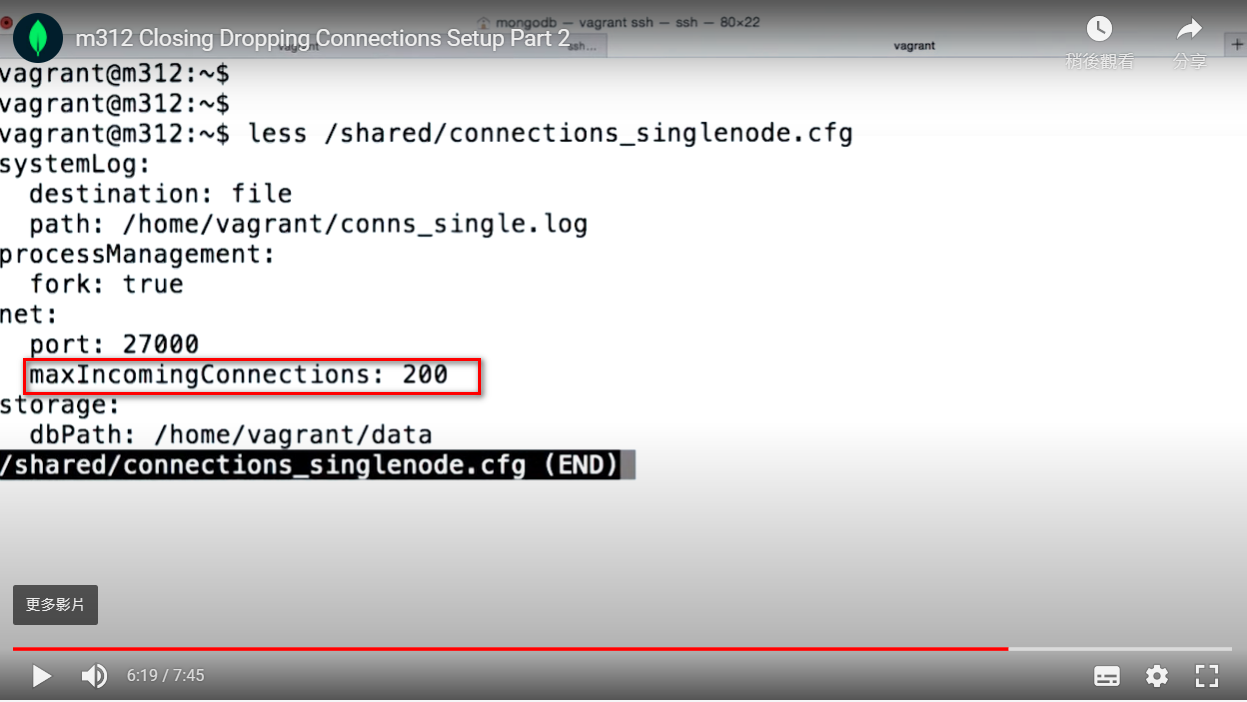 mongodb — vagrant ssh — ssh — 80×22
m312 Closing Dropping Connections Setup Part 2
稍後觀看
分享
vagrant
ssh...
vagrant
+
vagrant@m312:~$
vagrant@m312:~$
vagrant@m312:~$ less /shared/connections_singlenode.cfg
systemLog:
destination: file
path: /home/vagrant/conns_single.log
processManagement:
fork: true
net:
port: 27000
maxIncomingConnections: 200
storage:
dbPath: /home/vagrant/data
/shared/connections_singlenode.cfg (END)
更多影片
6:19 / 7:45